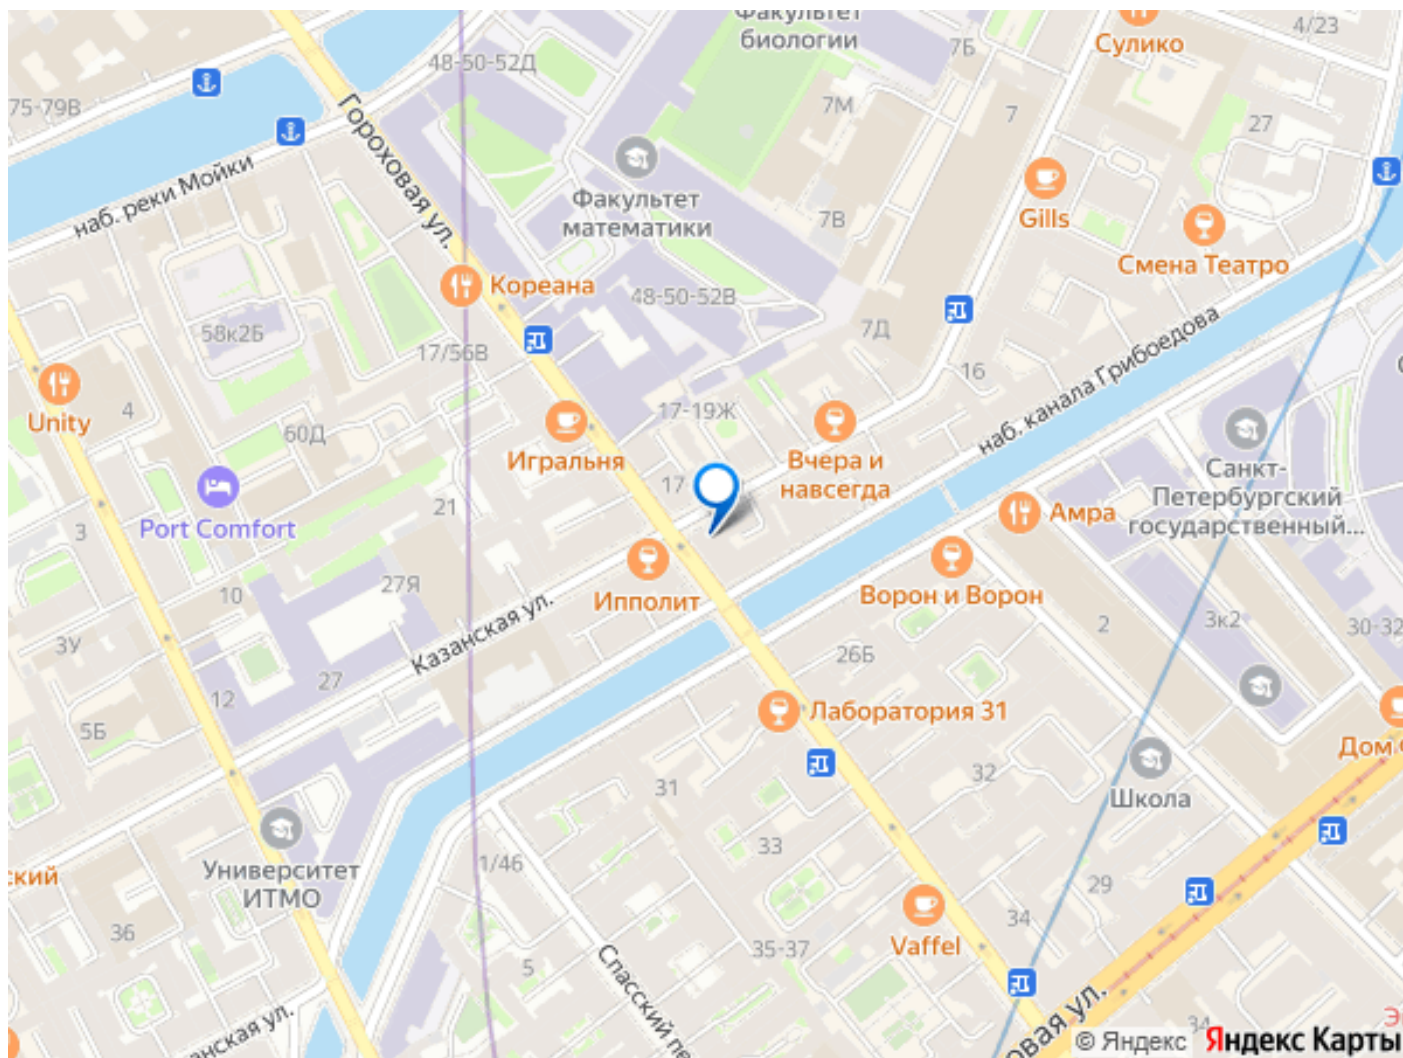 Факультет
биологии
4/23
Сулико
7Б
48-50-52Д
75-79В
7М
7
27
Гороховая ул.
наб. реки Мойки
Факультет
математики
7В
Gills
Смена Театро
Кореана
48-50-52В
7Д
58к2Б
17/56В
16
наб. канала Грибоедова
Unity
4
17-19Ж
60Д
Игральня
Вчера и
навсегда
17
Санкт-
Петербургский
государственный...
Port Comfort
21
3
Амра
27Я
10
Ипполит
Ворон и Ворон
Казанская ул.
3У
2
3к2
30-32
26Б
27
12
5Б
Лаборатория 31
Дом
32
31
Школа
33
Университет
ИТМО
1/46
ский
29
36
34
Vaffel
35-37
5
Спасский пе
нская ул.
овая ул.
34
Э
© Яндекс Яндекс Карты